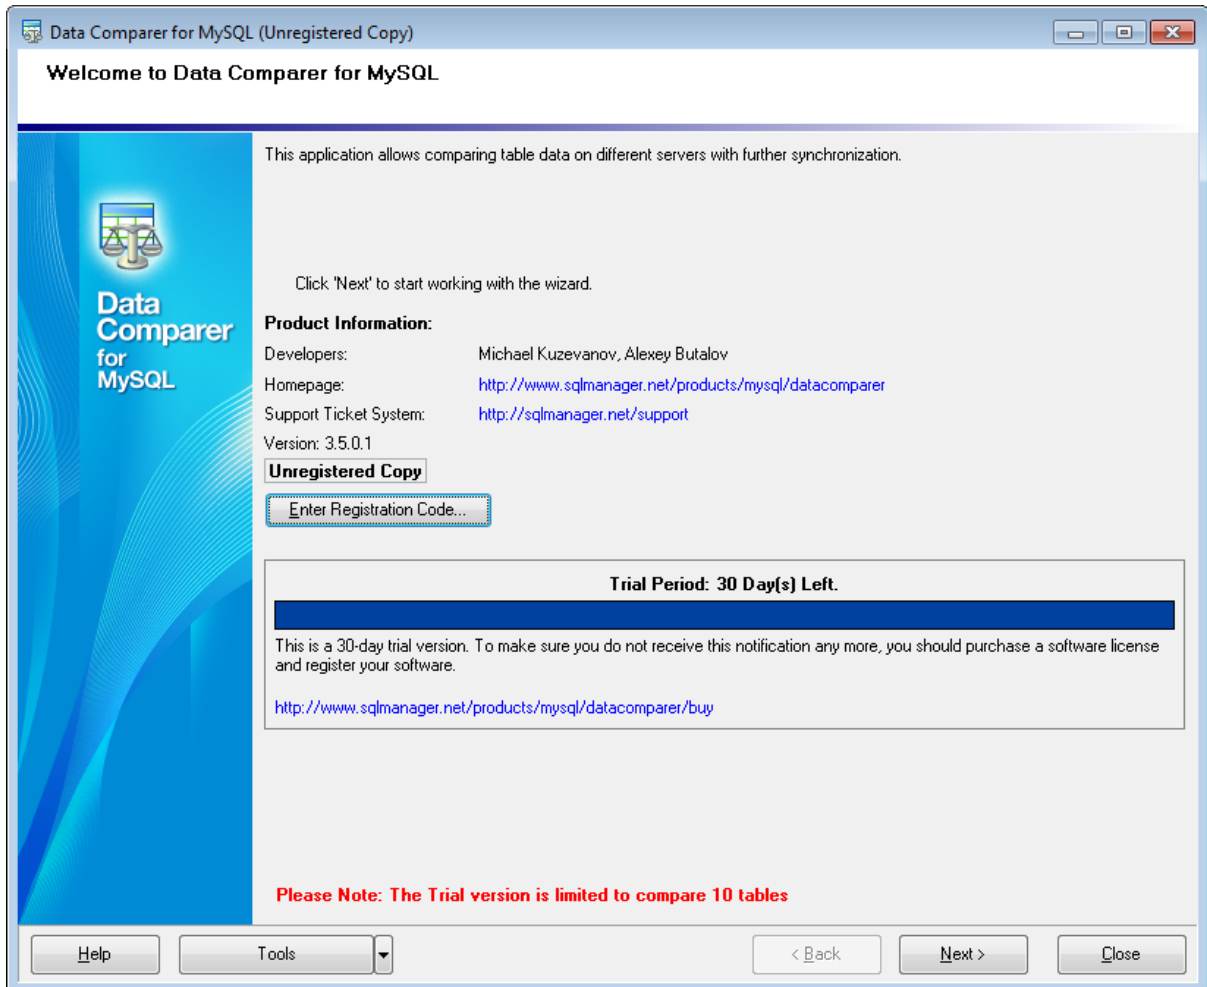 Data Comparer for MySQL (Unregistered Copy)
Welcome to Data Comparer for MySQL
This application allows comparing table data on different servers with further synchronization.
Data
Comparer
for
MySQL
Click 'Next' to start working with the wizard.
Product Information:
Developers: Michael Kuzevanov, Alexey Butalov
Homepage: http://www.sqlmanager.net/products/mysql/datacomparer
Support Ticket System: http://sqlmanager.net/support
Version: 3.5.0.1
Unregistered Copy
Enter Registration Code...
Trial Period: 30 Day(s) Left.
This is a 30-day trial version. To make sure you do not receive this notification any more, you should purchase a software license
and register your software.
http://www.sqlmanager.net/products/mysql/datacomparer/buy
Please Note: The Trial version is limited to compare 10 tables
Help Tools < Back Next > Close